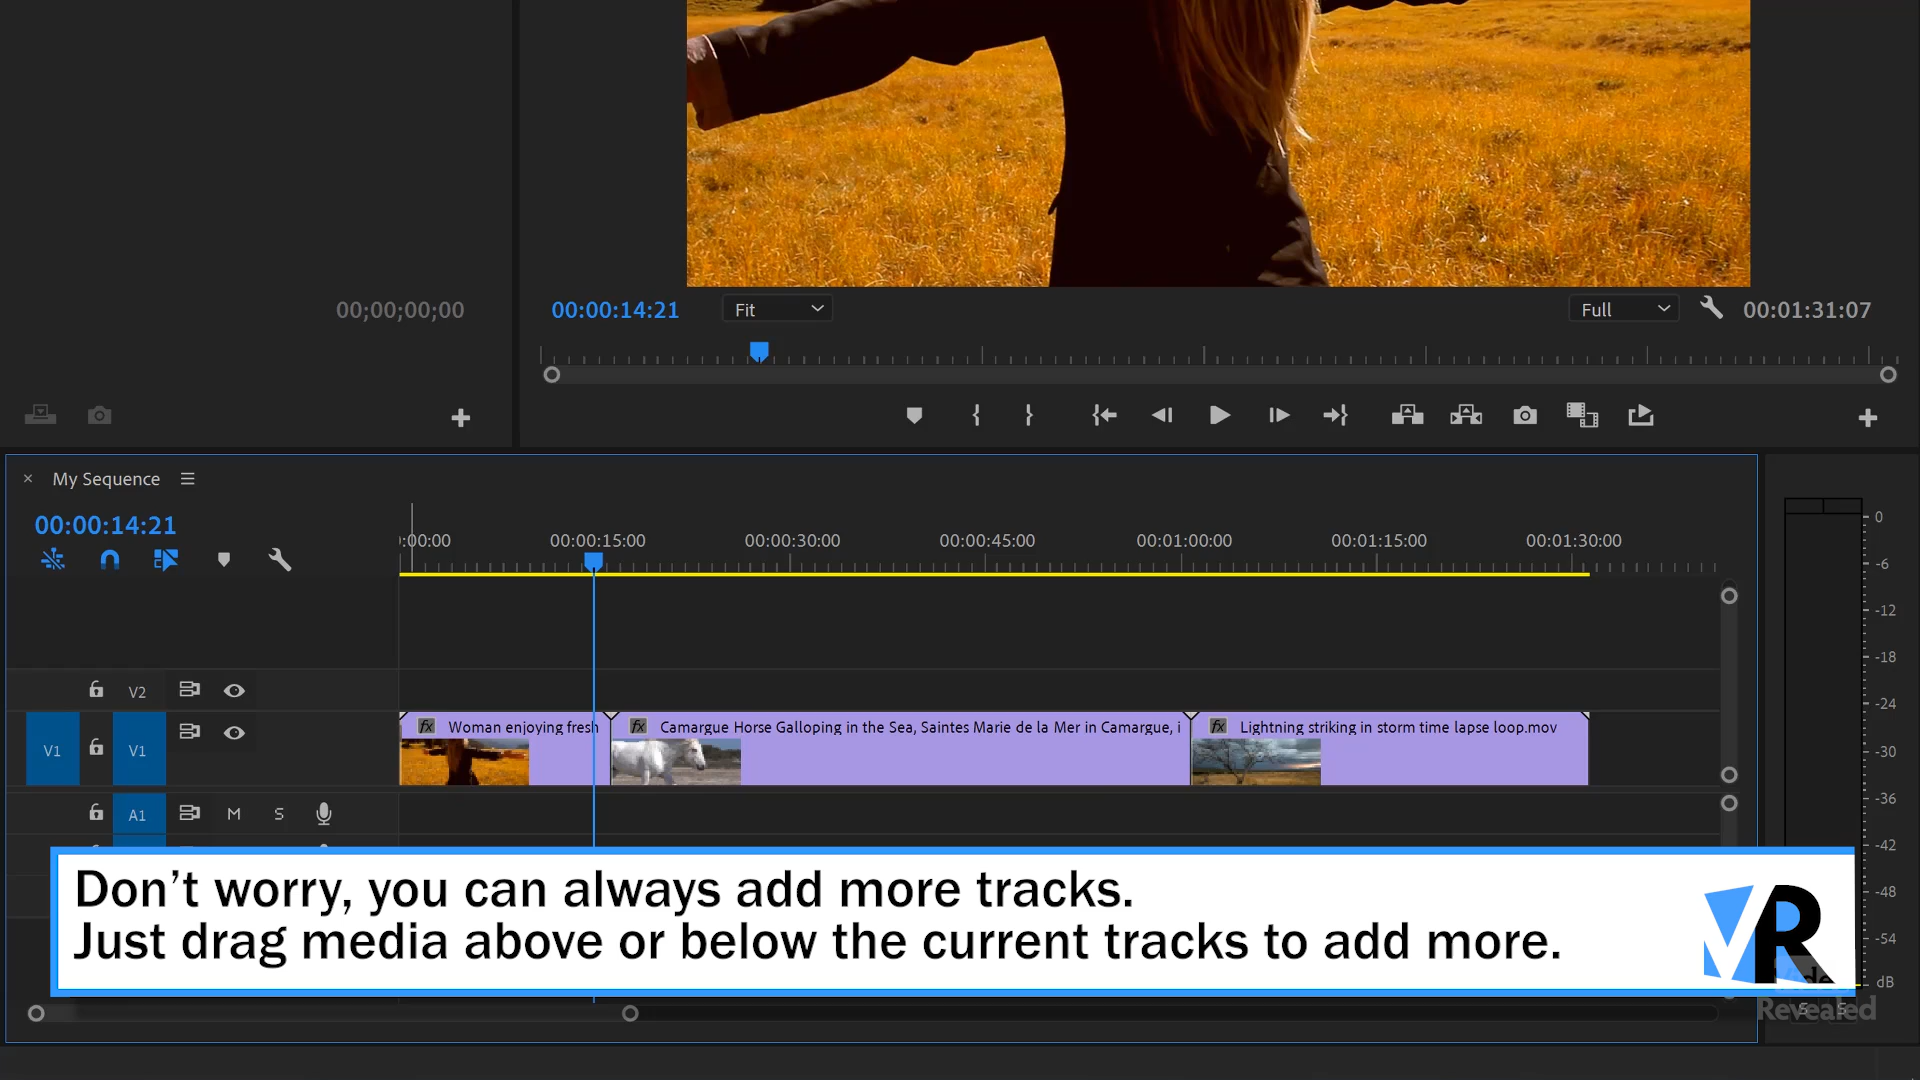 00;00;00;00
00:00:14:21
Fit
Full
00:01:31:07
My Sequence
00:00:14:21
:00:00
00:00:15:00
00:00:30:00
00:00:45:00
00:01:00:00
00:01:15:00
00:01:30:00
V2
V1
V1
fx Woman enjoying fresh
fx Camargue Horse Galloping in the Sea, Saintes Marie de la Mer in Camargue, i
fx Lightning striking in storm time lapse loop.mov
A1
M
S
0
-6
-12
-18
-24
-30
-36
-42
-48
-54
dB
Don't worry, you can always add more tracks.
Just drag media above or below the current tracks to add more.
VR
Video
Revealed
S
S